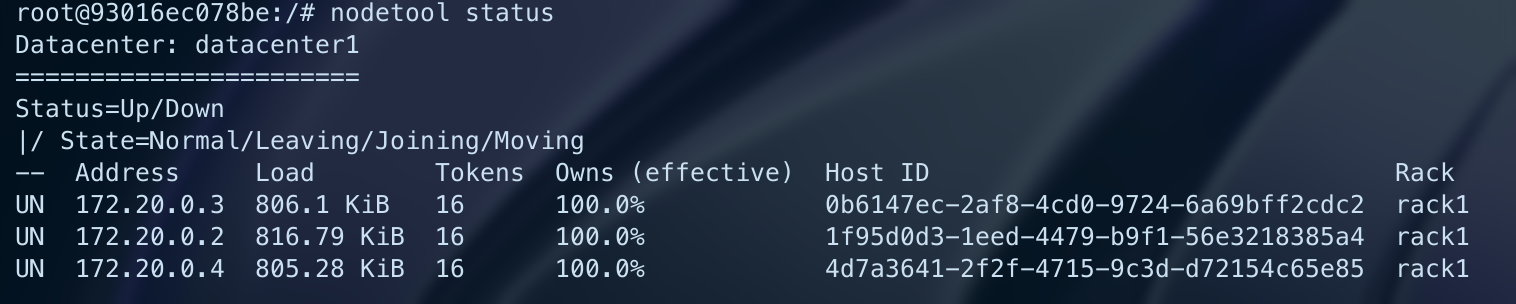 root@93016ec078be:/# nodetool status
Datacenter: datacenter1
=======================
Status=Up/Down
|/ State=Normal/Leaving/Joining/Moving
--  Address     Load        Tokens  Owns (effective)  Host ID                               Rack
UN  172.20.0.3  806.1 KiB   16      100.0%            0b6147ec-2af8-4cd0-9724-6a69bff2cdc2  rack1
UN  172.20.0.2  816.79 KiB  16      100.0%            1f95d0d3-1eed-4479-b9f1-56e3218385a4  rack1
UN  172.20.0.4  805.28 KiB  16      100.0%            4d7a3641-2f2f-4715-9c3d-d72154c65e85  rack1